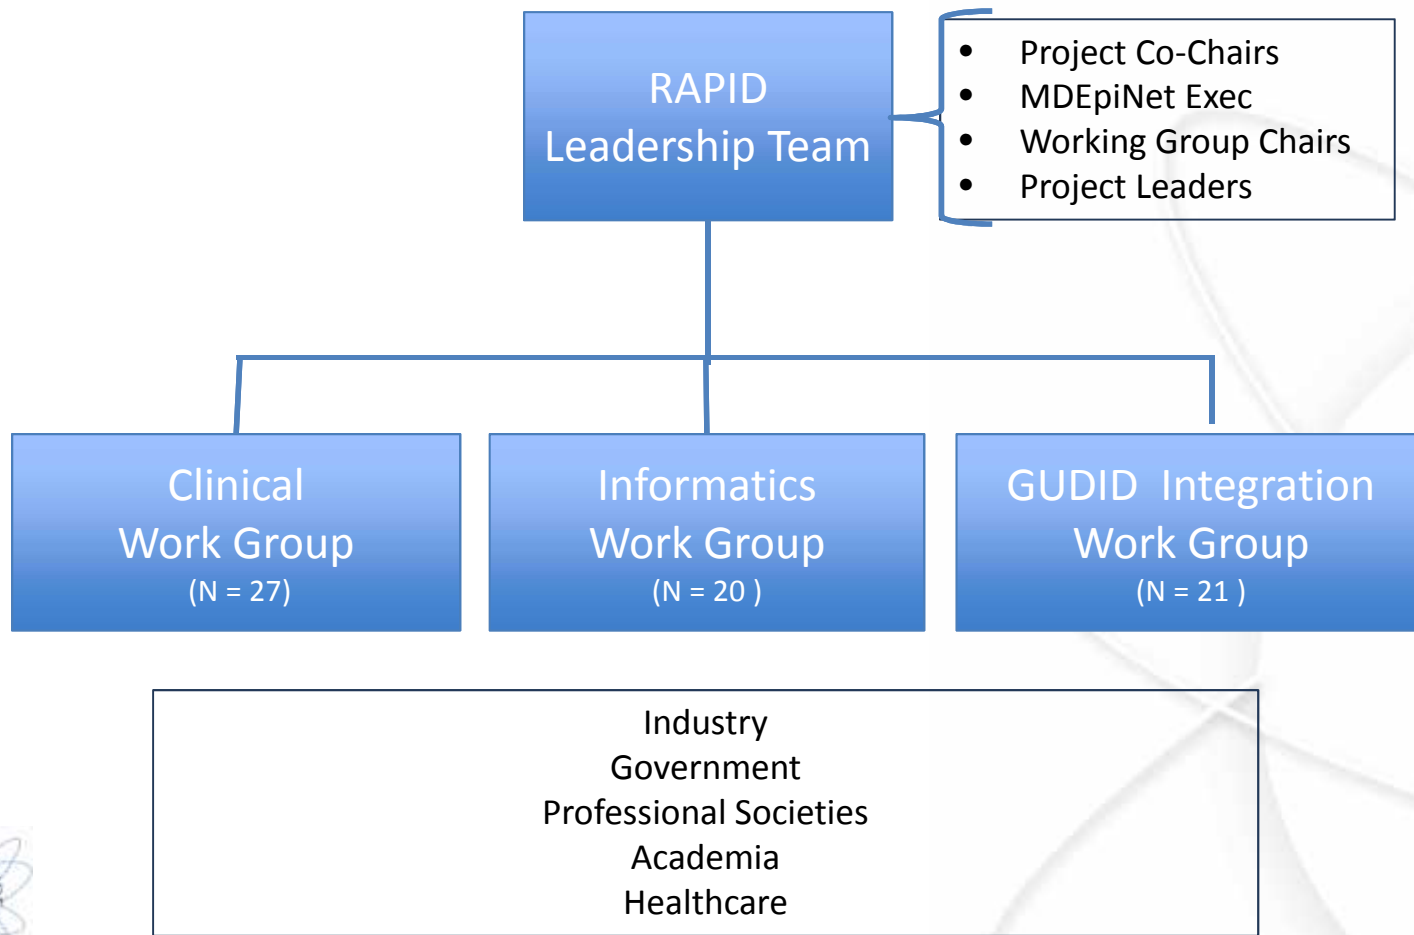 RAPID
Leadership Team
• Project Co-Chairs
• MDEpiNet Exec
• Working Group Chairs
• Project Leaders
Clinical
Work Group
(N = 27)
Informatics
Work Group
(N = 20 )
GUDID Integration
Work Group
(N = 21 )
Industry
Government
Professional Societies
Academia
Healthcare